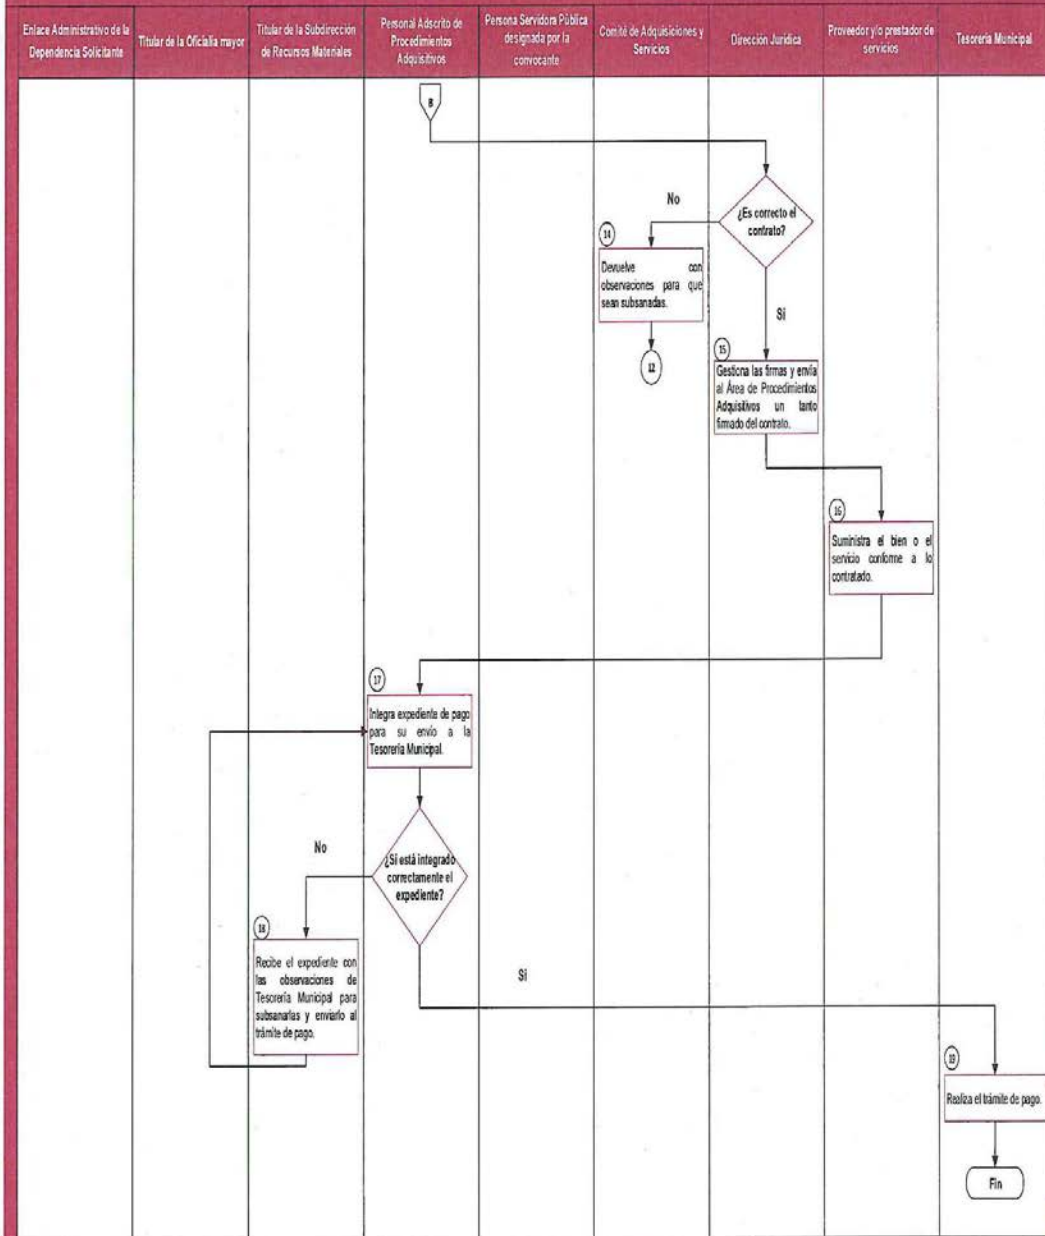 Enlace Administrativo de la
Dependencia Solicitante
Titular de la Oficialía mayor
Titular de la Subdirección
de Recursos Materiales
Personal Adscrito de
Procedimientos
Adquisitivos
Persona Servidora Pública
designada por la
convocante
Comité de Adquisiciones y
Servicios
Dirección Jurídica
Proveedor y/o prestador de
servicios
Tesorería Municipal
B
¿Es correcto el
contrato?
No
14
Devuelve con
observaciones para que
sean subsanadas.
12
Si
15
Gestiona las firmas y envía
al Área de Procedimientos
Adquisitivos un tanto
firmado del contrato.
16
Suministra el bien o el
servicio conforme a lo
contratado.
17
Integra expediente de pago
para su envío a la
Tesorería Municipal.
¿Si está integrado
correctamente el
expediente?
No
18
Recibe el expediente con
las observaciones de
Tesorería Municipal para
subsanarlas y enviarlo al
trámite de pago.
Si
19
Realiza el trámite de pago.
Fin